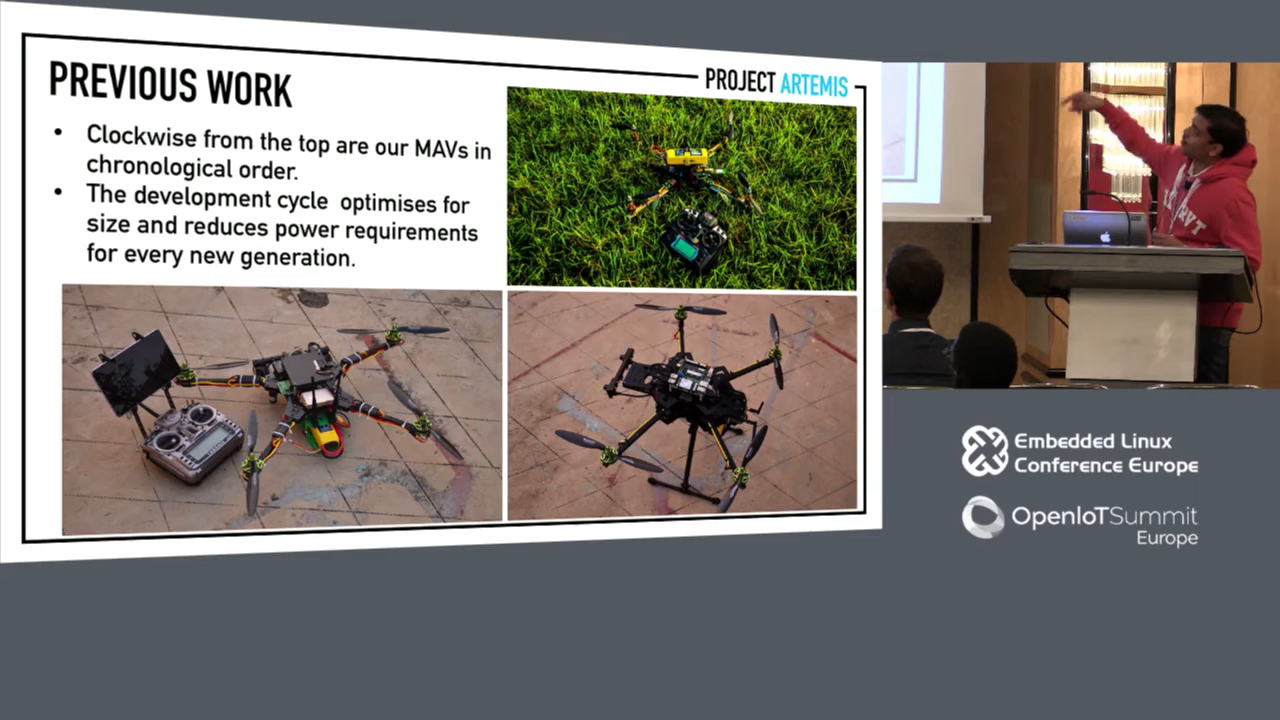 PREVIOUS WORK
PROJECT ARTEMIS
• Clockwise from the top are our MAVs in
chronological order.
• The development cycle optimises for
size and reduces power requirements
for every new generation.
Embedded Linux
Conference Europe
OpenIoTSummit
Europe